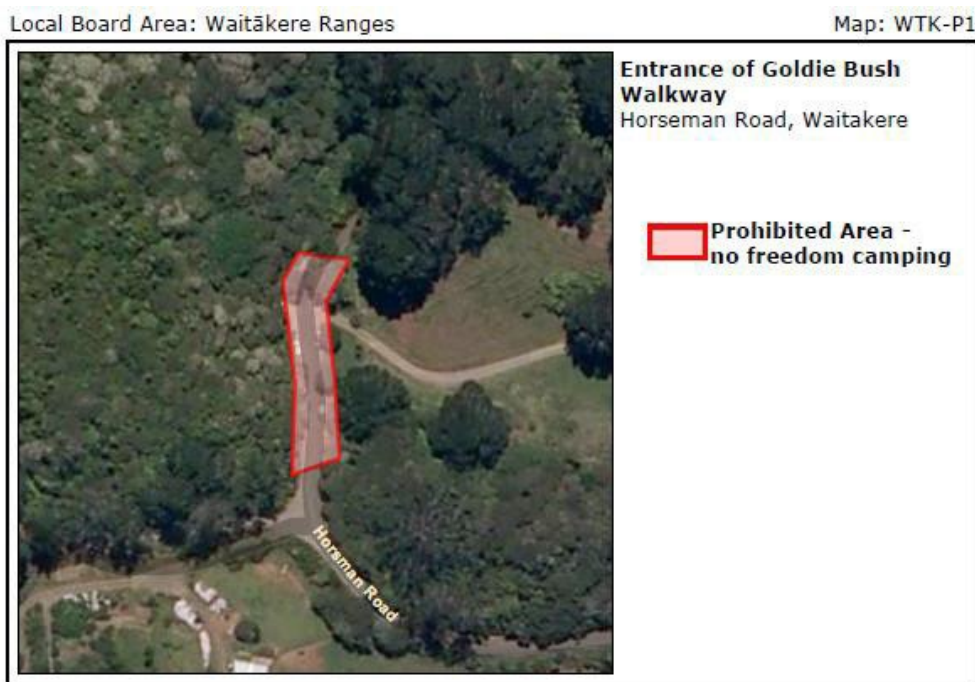 Local Board Area: Waitākere Ranges
Map: WTK-P1
Entrance of Goldie Bush
Walkway
Horseman Road, Waitakere
Prohibited Area -
no freedom camping
Horsman Road